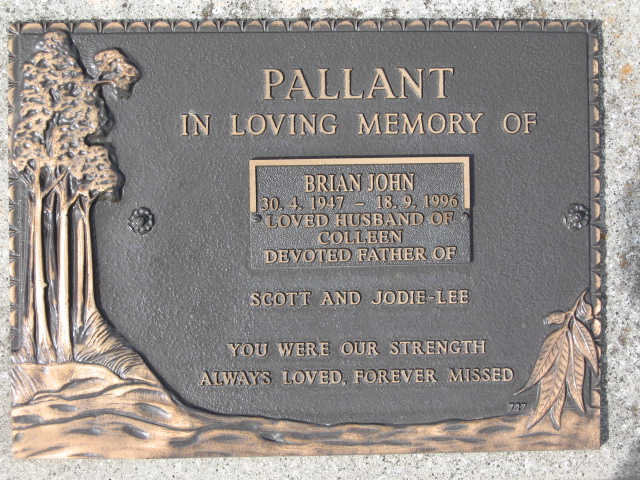 PALLANT
IN LOVING MEMORY OF
BRIAN JOHN
30. 4. 1947 – 18. 9. 1996
LOVED HUSBAND OF
COLLEEN
DEVOTED FATHER OF
SCOTT AND JODIE-LEE
YOU WERE OUR STRENGTH
ALWAYS LOVED, FOREVER MISSED